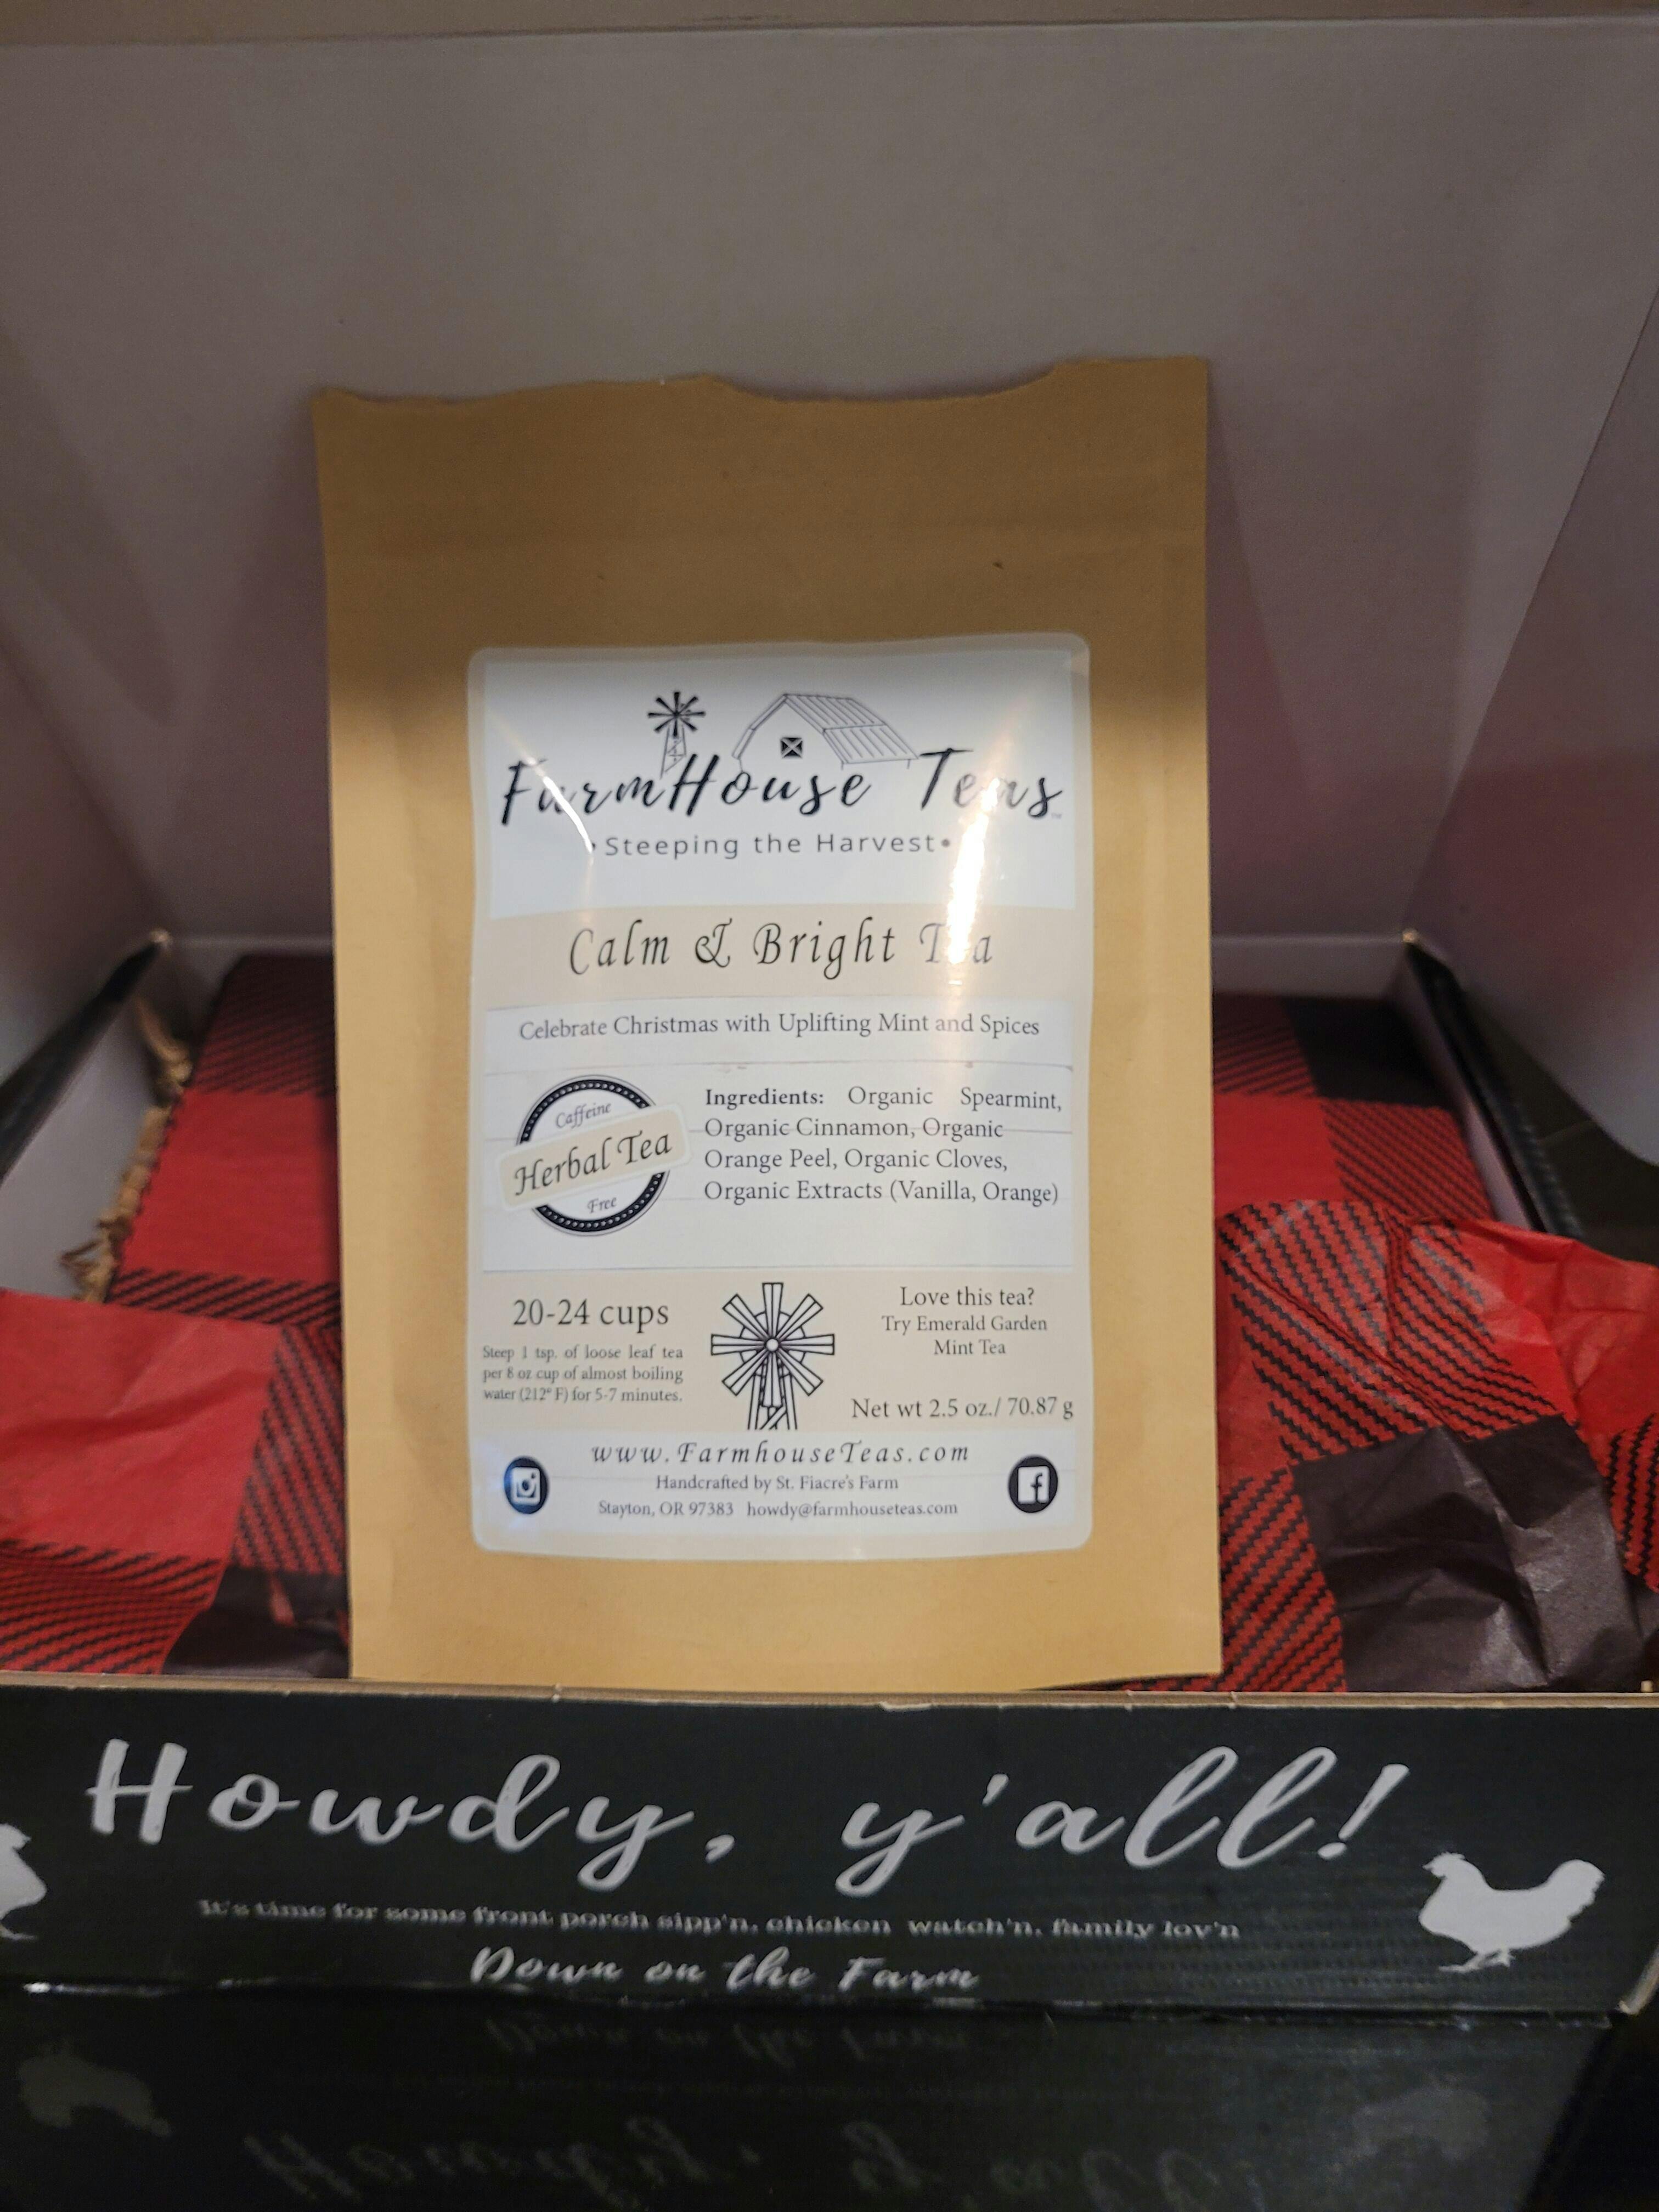 FarmHouse Teas
TM
•Steeping the Harvest•
Calm & Bright Tea
Celebrate Christmas with Uplifting Mint and Spices
Caffeine
Herbal Tea
Free
Ingredients: Organic Spearmint,
Organic Cinnamon, Organic
Orange Peel, Organic Cloves,
Organic Extracts (Vanilla, Orange)
20-24 cups
Steep 1 tsp. of loose leaf tea
per 8 oz cup of almost boiling
water (212° F) for 5-7 minutes.
Love this tea?
Try Emerald Garden
Mint Tea
Net wt 2.5 oz./ 70.87 g
www.FarmhouseTeas.com
Handcrafted by St. Fiacre's Farm
Stayton, OR 97383 howdy@farmhouseteas.com
Howdy, y'all!
It's time for some front porch sipp'n, chicken watch'n, family lov'n
Down on the Farm